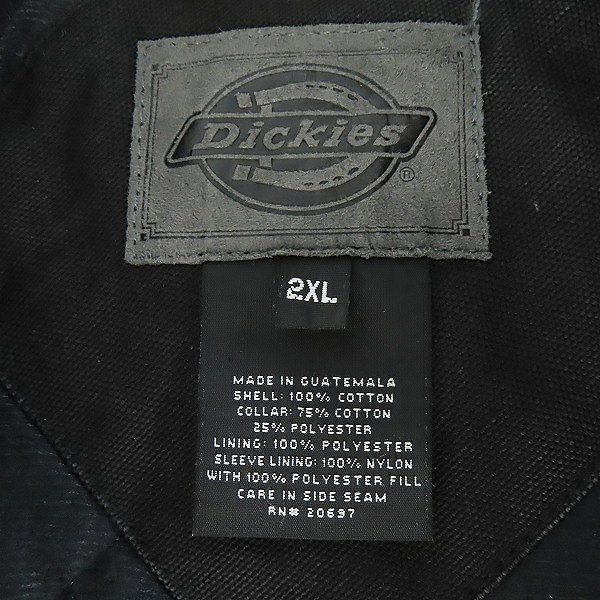 Dickies
®
2XL
MADE IN GUATEMALA
SHELL: 100% COTTON
COLLAR: 75% COTTON
25% POLYESTER
LINING: 100% POLYESTER
SLEEVE LINING: 100% NYLON
WITH 100% POLYESTER FILL
CARE IN SIDE SEAM
RN# 20697